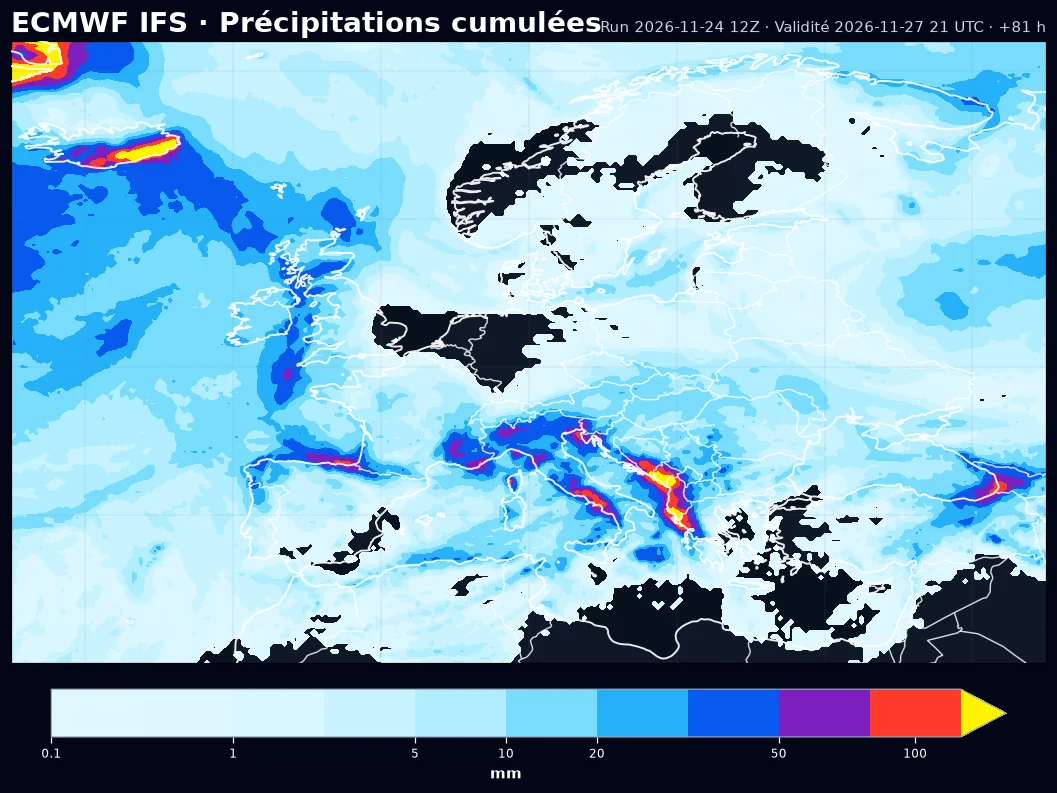 ECMWF IFS · Précipitations cumulées
Run 2026-11-24 12Z · Validité 2026-11-27 21 UTC · +81 h
0.1 1 5 10 20 50 100
mm